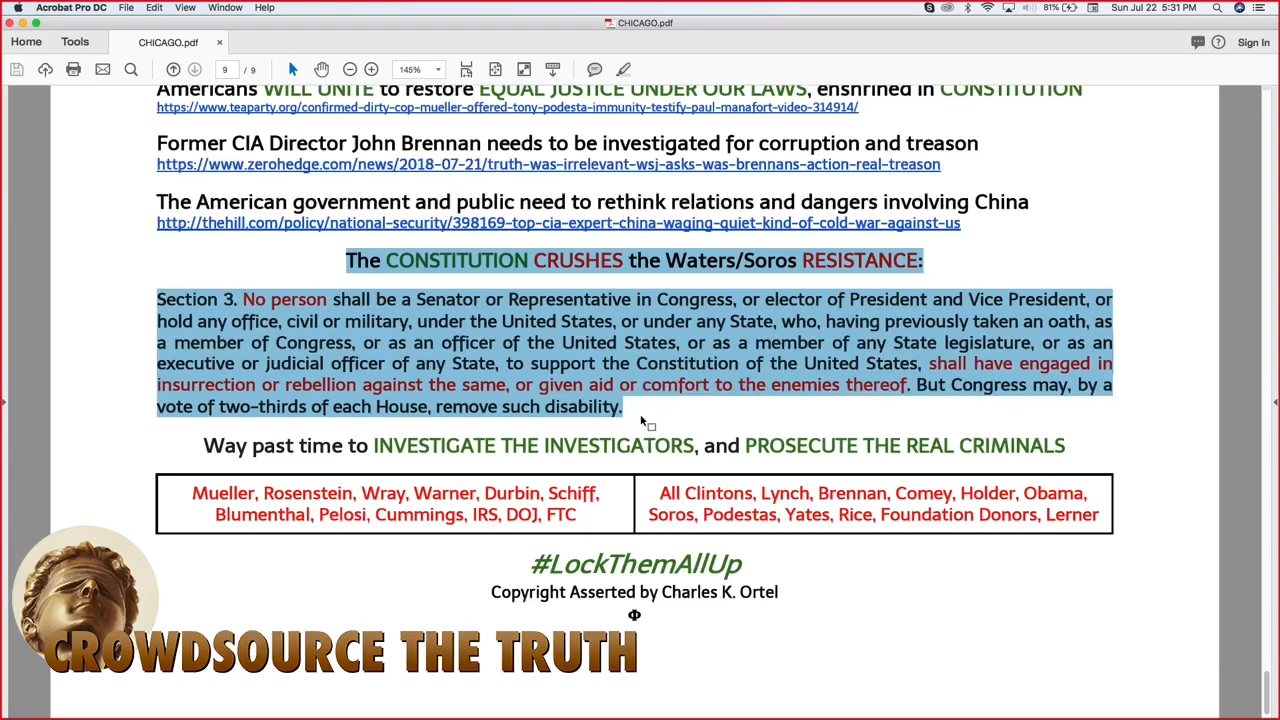 Acrobat Pro DC File Edit View Window Help 81% Sun Jul 22 5:31 PM
CHICAGO.pdf
Home Tools CHICAGO.pdf × Sign In
9 / 9 145%
Americans WILL UNITE to restore EQUAL JUSTICE UNDER OUR LAWS, enshrined in CONSTITUTION
https://www.teaparty.org/confirmed-dirty-cop-mueller-offered-tony-podesta-immunity-testify-paul-manafort-video-314914/
Former CIA Director John Brennan needs to be investigated for corruption and treason
https://www.zerohedge.com/news/2018-07-21/truth-was-irrelevant-wsj-asks-was-brennans-action-real-treason
The American government and public need to rethink relations and dangers involving China
http://thehill.com/policy/national-security/398169-top-cia-expert-china-waging-quiet-kind-of-cold-war-against-us
The CONSTITUTION CRUSHES the Waters/Soros RESISTANCE:
Section 3. No person shall be a Senator or Representative in Congress, or elector of President and Vice President, or
hold any office, civil or military, under the United States, or under any State, who, having previously taken an oath, as
a member of Congress, or as an officer of the United States, or as a member of any State legislature, or as an
executive or judicial officer of any State, to support the Constitution of the United States, shall have engaged in
insurrection or rebellion against the same, or given aid or comfort to the enemies thereof. But Congress may, by a
vote of two-thirds of each House, remove such disability.
Way past time to INVESTIGATE THE INVESTIGATORS, and PROSECUTE THE REAL CRIMINALS
Mueller, Rosenstein, Wray, Warner, Durbin, Schiff,
Blumenthal, Pelosi, Cummings, IRS, DOJ, FTC
All Clintons, Lynch, Brennan, Comey, Holder, Obama,
Soros, Podestas, Yates, Rice, Foundation Donors, Lerner
#LockThemAllUp
Copyright Asserted by Charles K. Ortel
Φ
CROWDSOURCE THE TRUTH